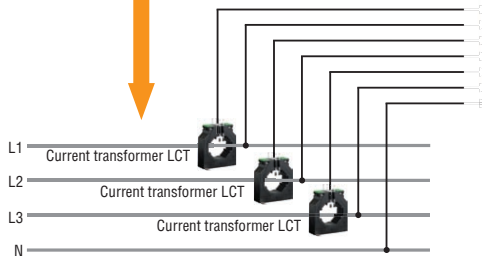 L1
Current transformer LCT
L2
Current transformer LCT
L3
Current transformer LCT
N